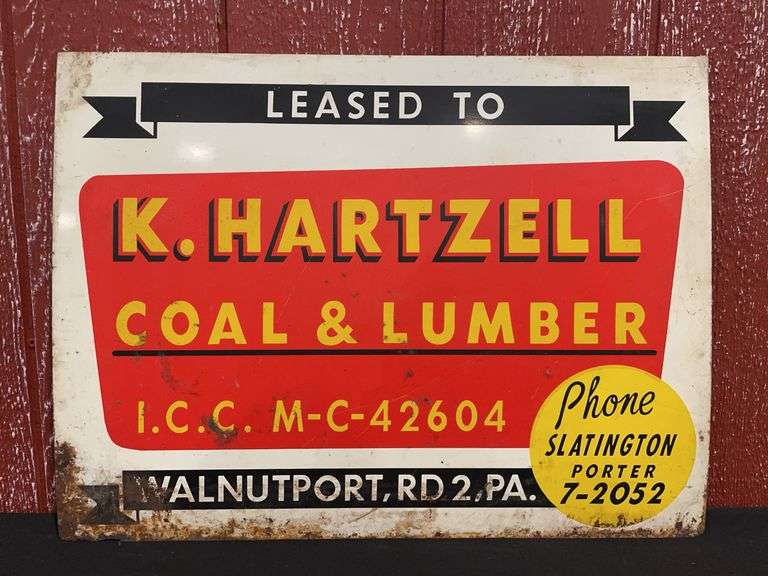 LEASED TO
K. HARTZELL
COAL & LUMBER
I.C.C. M-C-42604
WALNUTPORT, RD 2, PA.
Phone
SLATINGTON
PORTER
7-2052